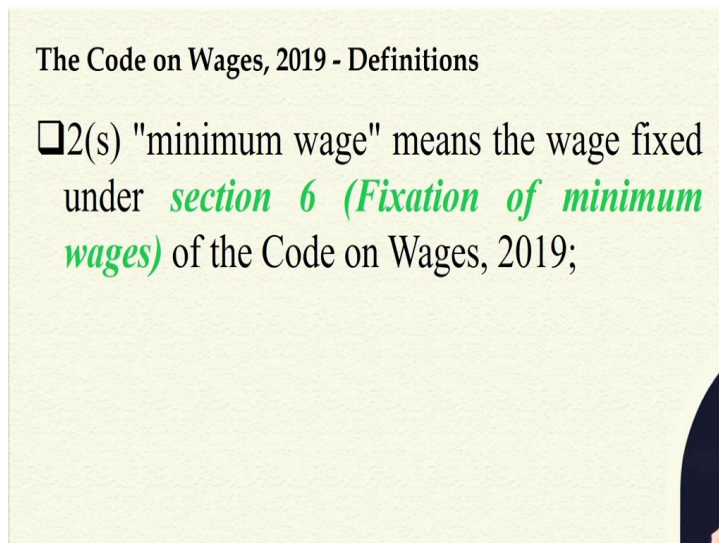 The Code on Wages, 2019 - Definitions
❑2(s) "minimum wage" means the wage fixed
under section 6 (Fixation of minimum
wages) of the Code on Wages, 2019;